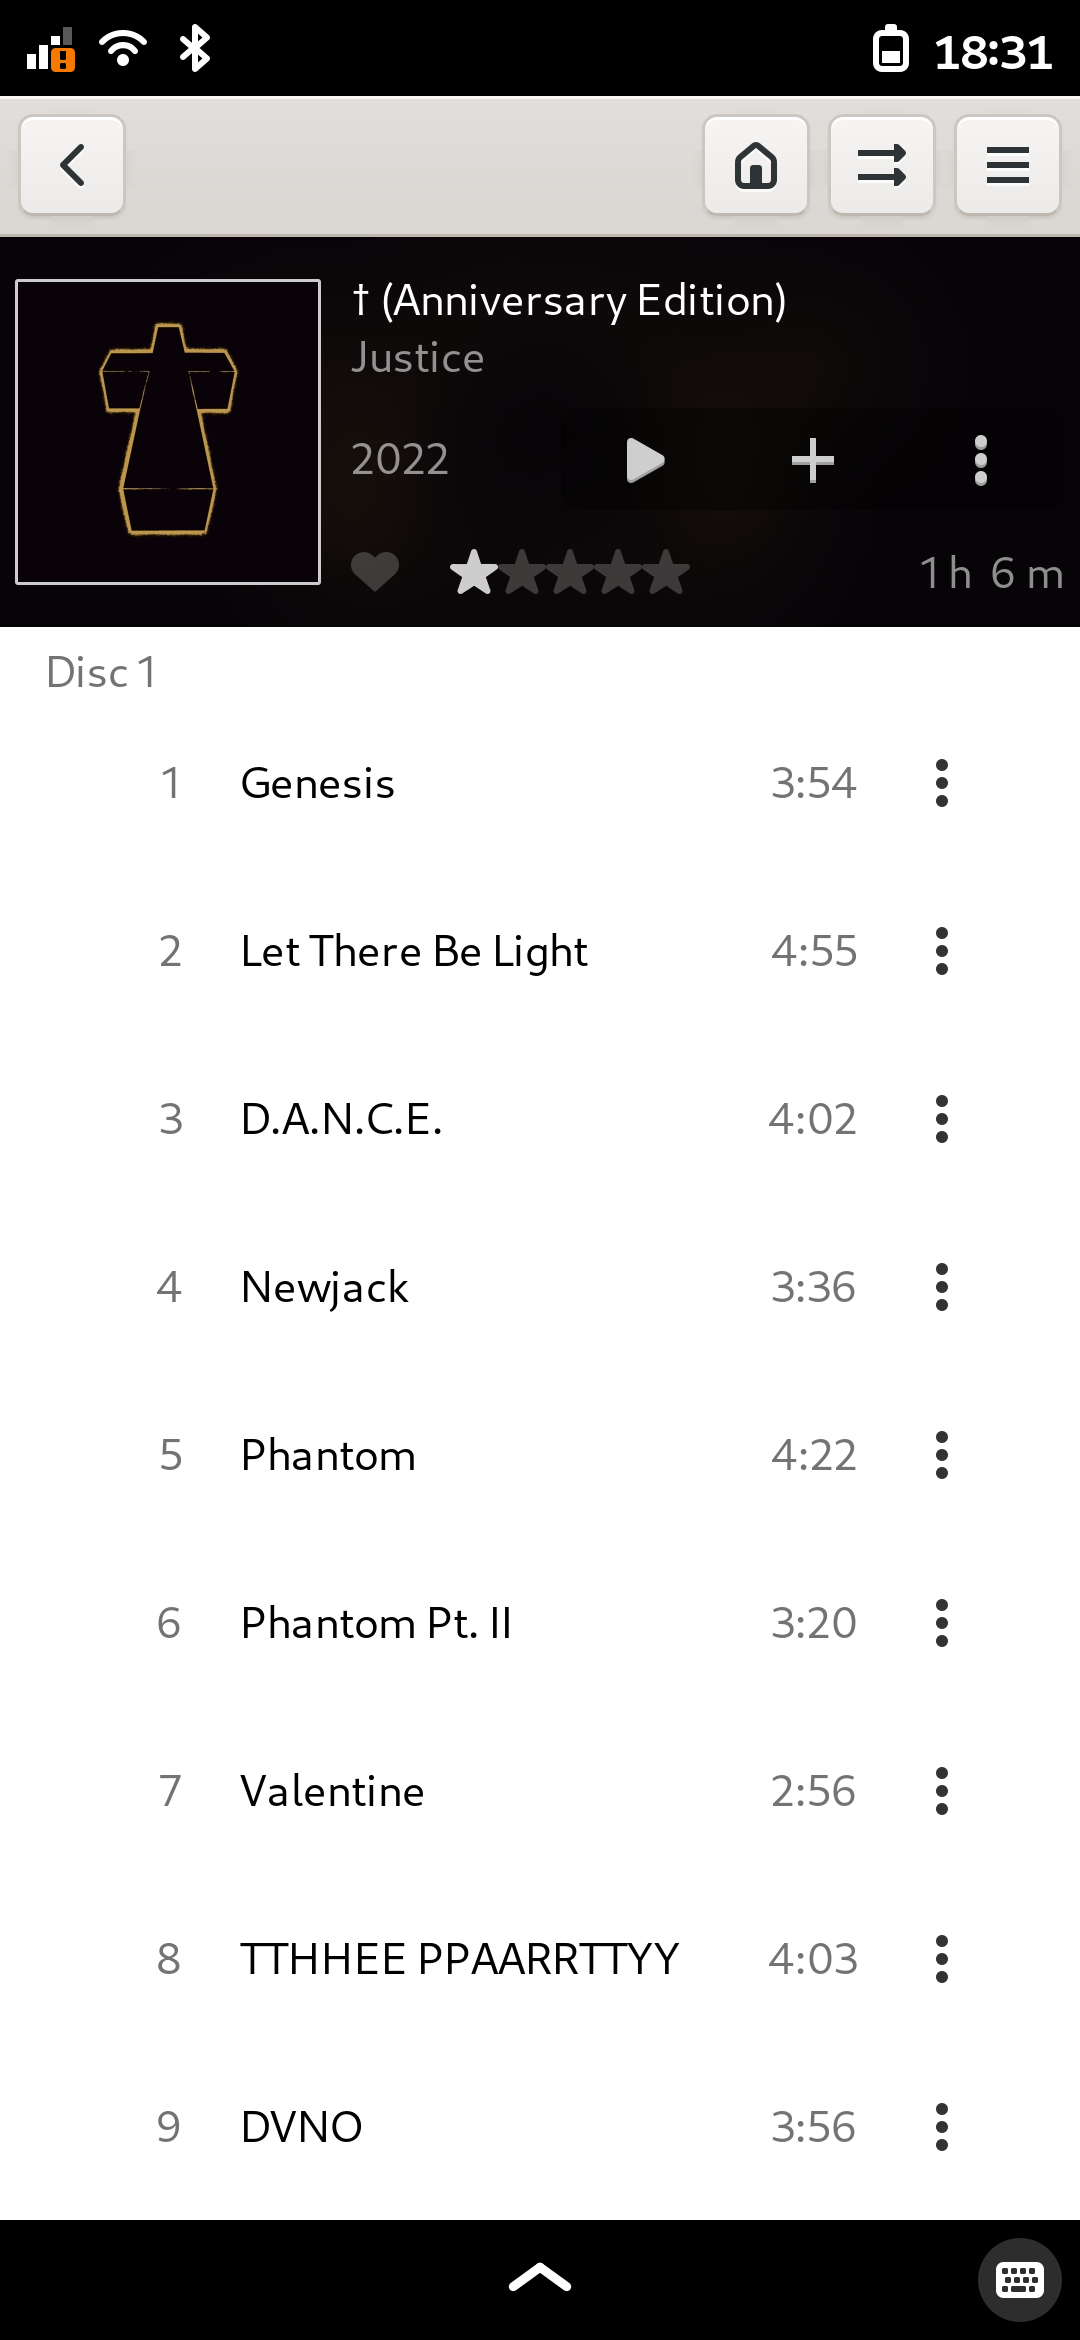 18:31
† (Anniversary Edition)
Justice
2022
1 h 6 m
Disc 1
1 Genesis 3:54
2 Let There Be Light 4:55
3 D.A.N.C.E. 4:02
4 Newjack 3:36
5 Phantom 4:22
6 Phantom Pt. II 3:20
7 Valentine 2:56
8 TTHHEE PPAARRTTYY 4:03
9 DVNO 3:56